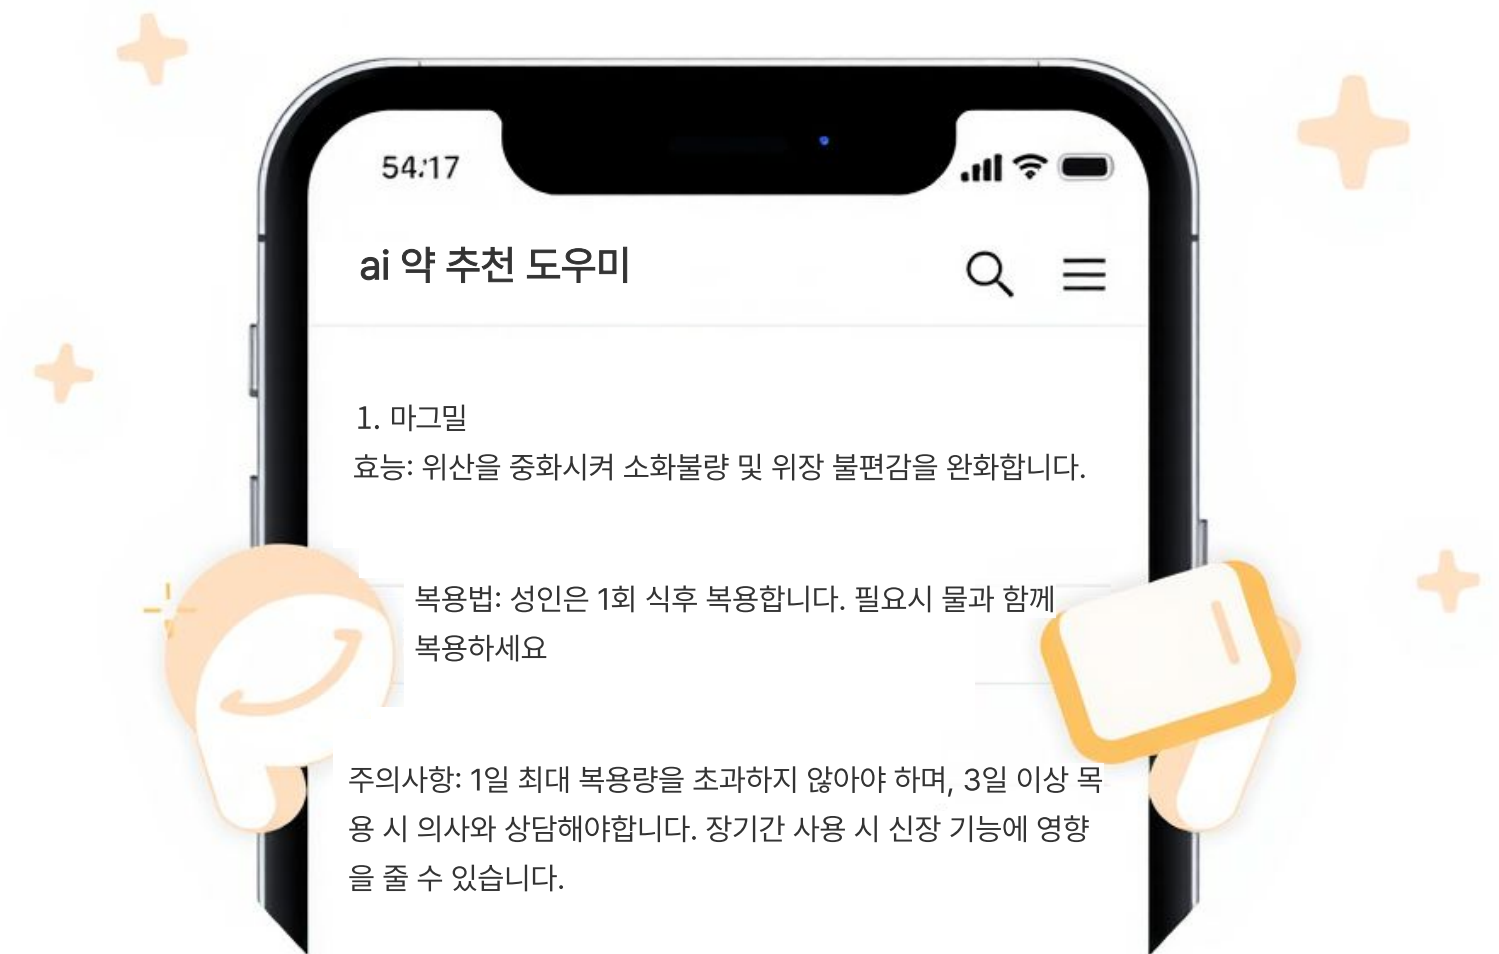 54:17
ai 약 추천 도우미
1. 마그밀
효능: 위산을 중화시켜 소화불량 및 위장 불편감을 완화합니다.
복용법: 성인은 1회 식후 복용합니다. 필요시 물과 함께
복용하세요
주의사항: 1일 최대 복용량을 초과하지 않아야 하며, 3일 이상 목
용 시 의사와 상담해야합니다. 장기간 사용 시 신장 기능에 영향
을 줄 수 있습니다.